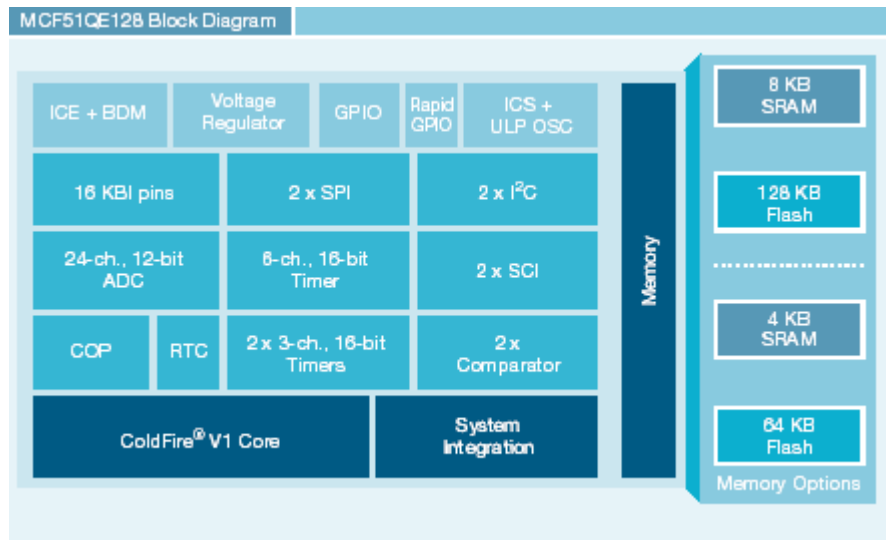 MCF51QE128 Block Diagram
ICE + BDM
Voltage
Regulator
GPIO
Rapid
GPIO
ICS +
ULP OSC
16 KBI pins
2 x SPI
2 x I²C
24-ch., 12-bit
ADC
6-ch., 16-bit
Timer
2 x SCI
COP
RTC
2 x 3-ch., 16-bit
Timers
2 x
Comparator
ColdFire® V1 Core
System
Integration
Memory
8 KB
SRAM
128 KB
Flash
4 KB
SRAM
64 KB
Flash
Memory Options